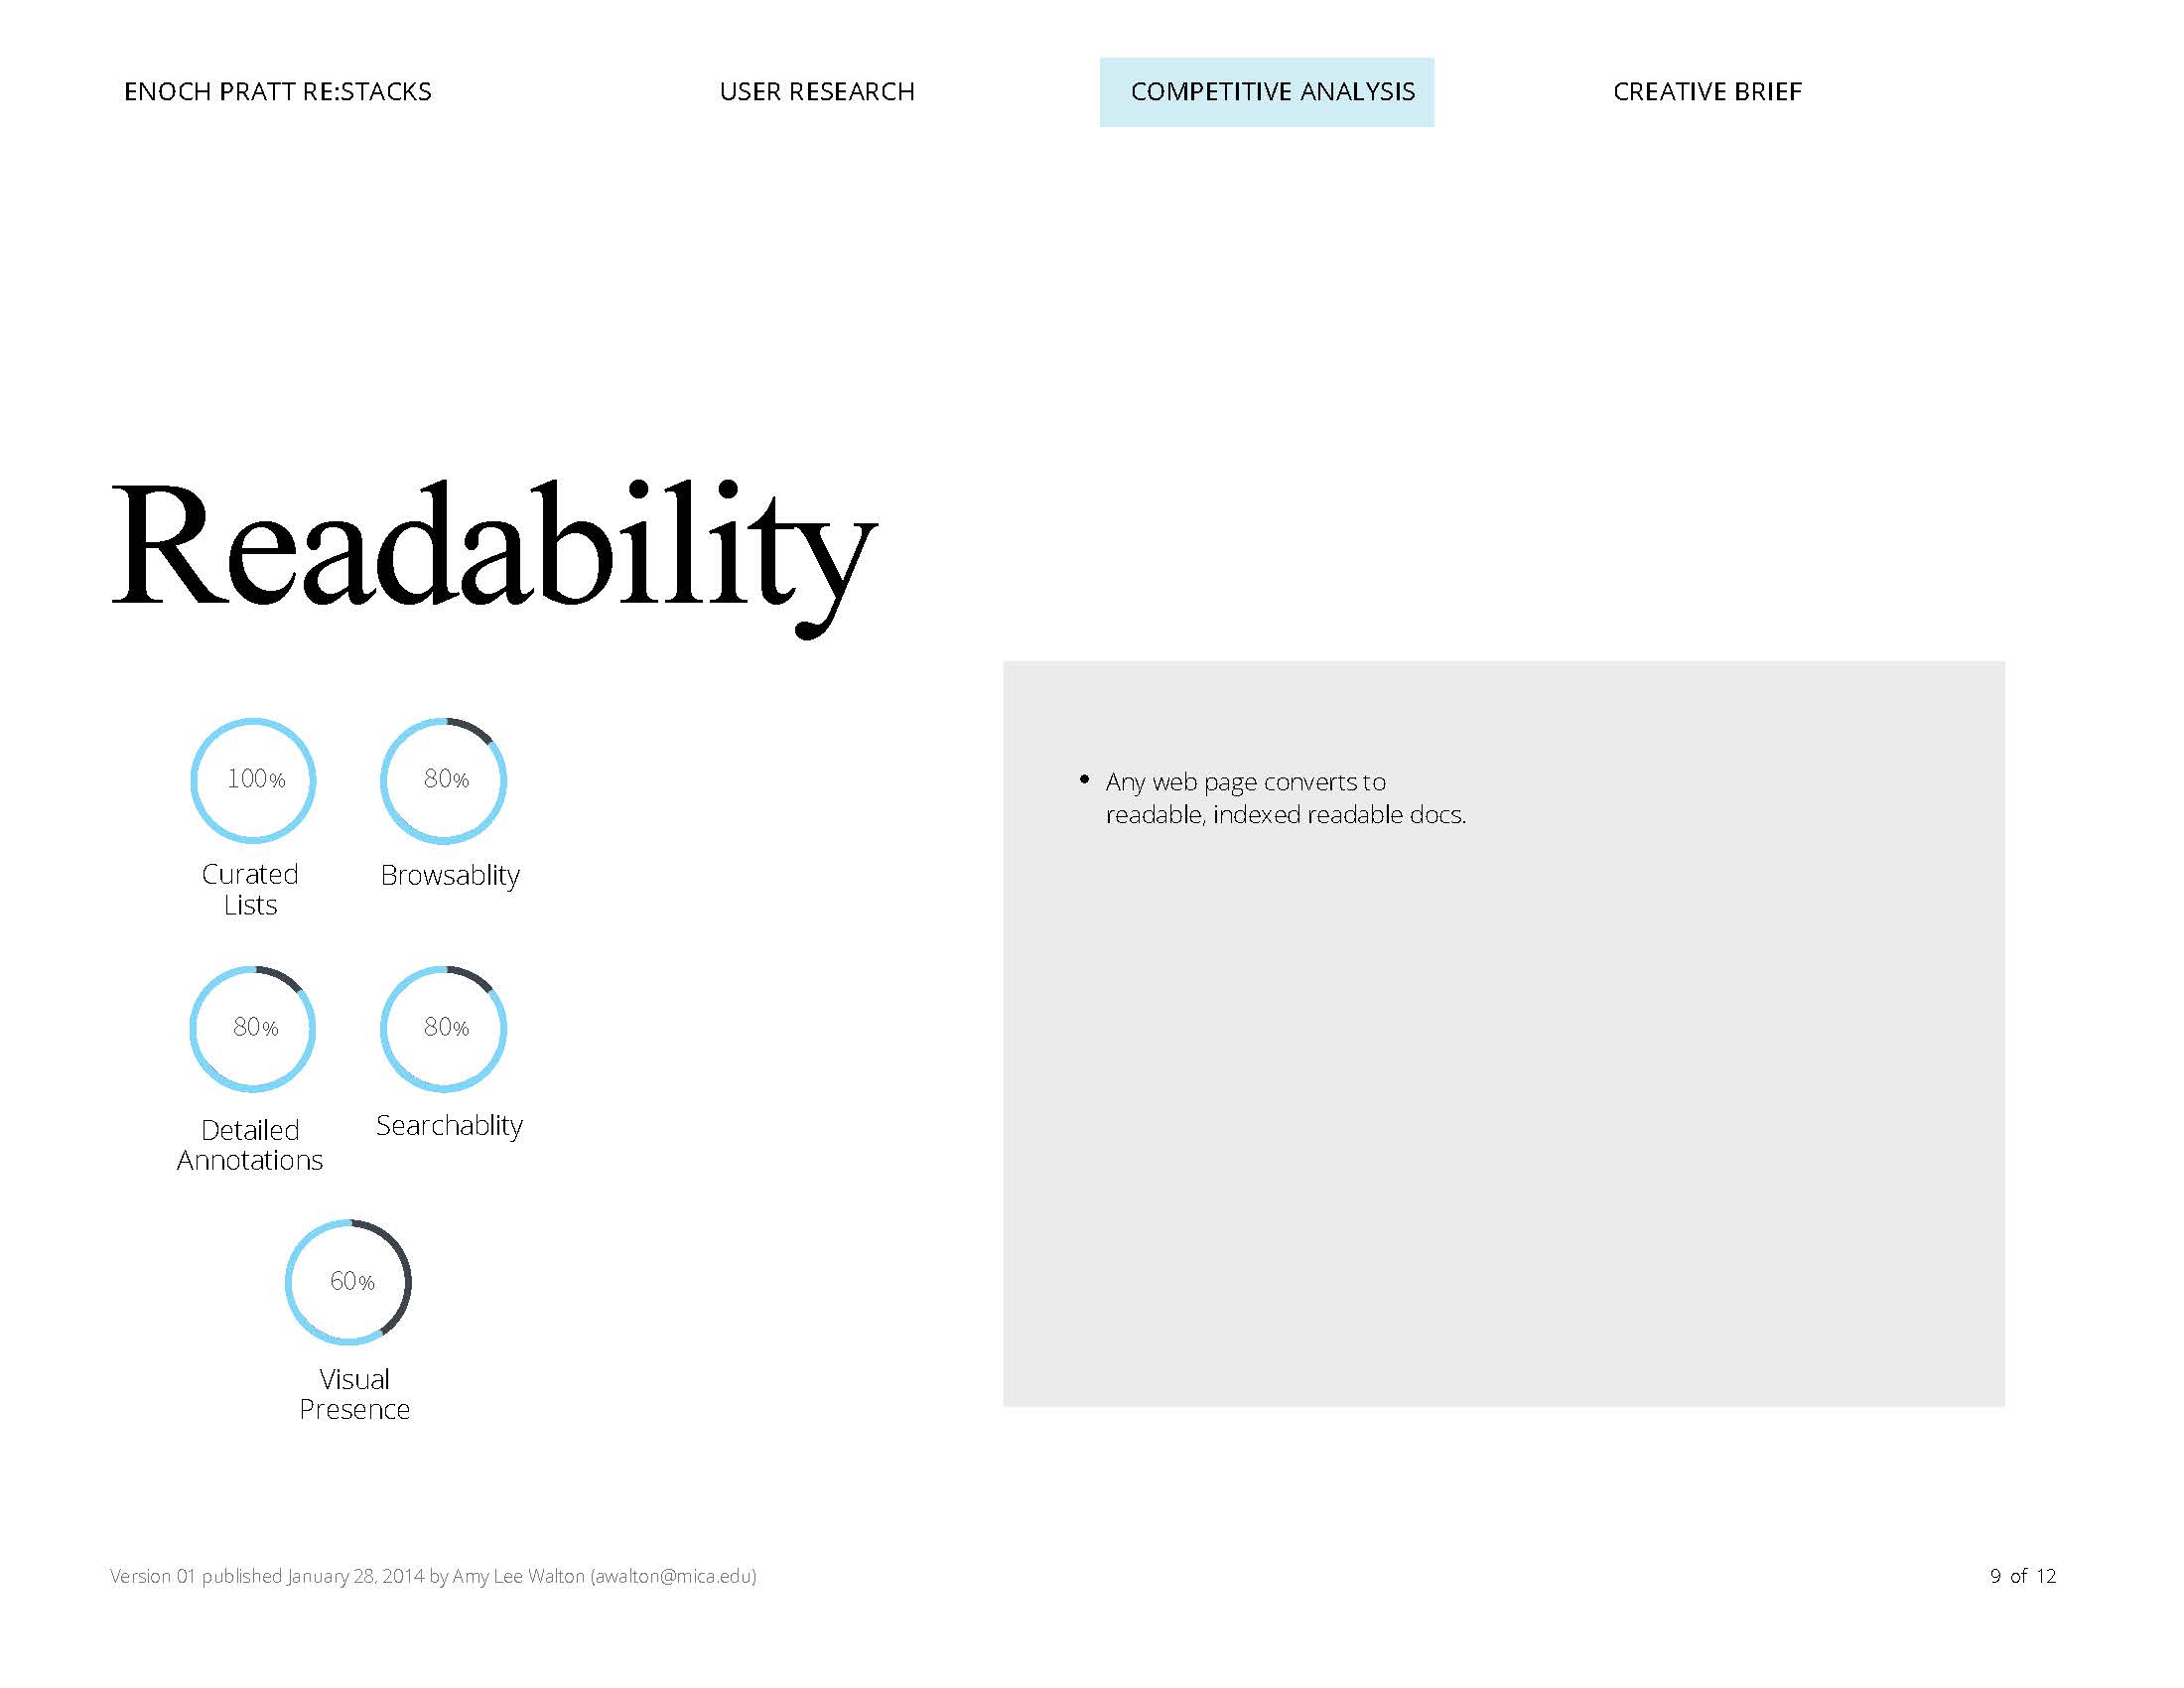 ENOCH PRATT RE:STACKS
USER RESEARCH
COMPETITIVE ANALYSIS
CREATIVE BRIEF
Readability
100%
Curated
Lists
80%
Browsablity
80%
Detailed
Annotations
80%
Searchablity
60%
Visual
Presence
• Any web page converts to
readable, indexed readable docs.
Version 01 published January 28, 2014 by Amy Lee Walton (awalton@mica.edu)
9 of 12